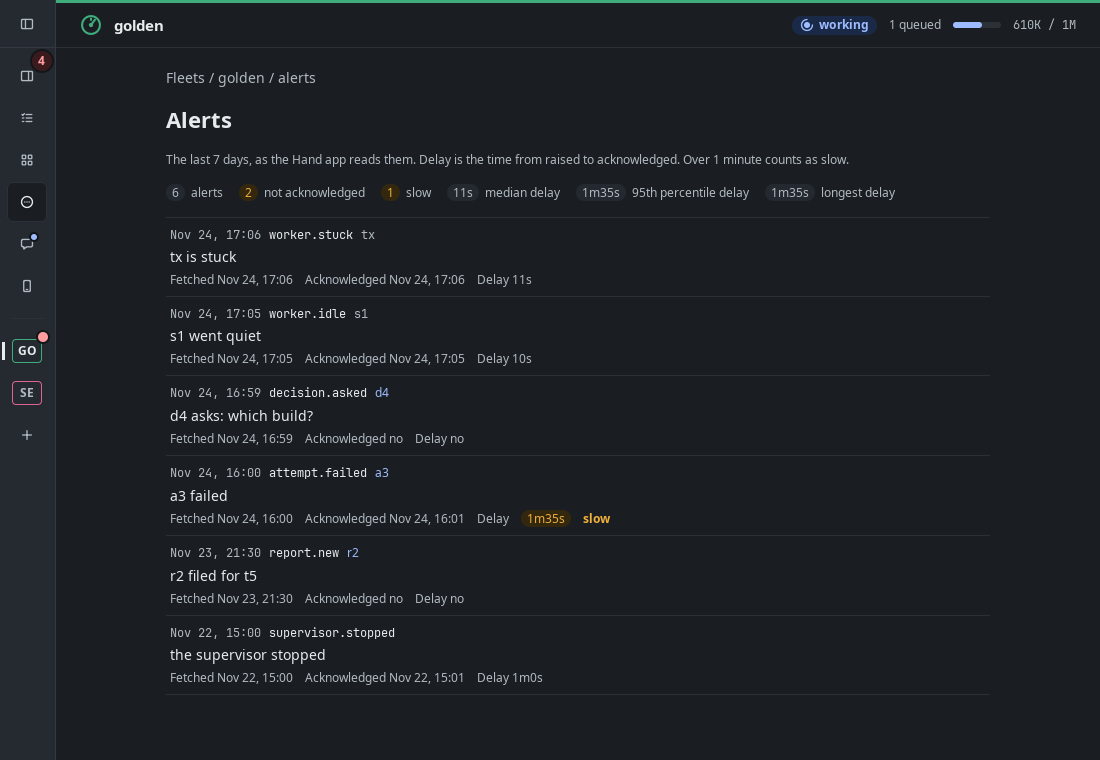 golden
working 1 queued 610K / 1M
4
Fleets / golden / alerts
Alerts
The last 7 days, as the Hand app reads them. Delay is the time from raised to acknowledged. Over 1 minute counts as slow.
6 alerts 2 not acknowledged 1 slow 11s median delay 1m35s 95th percentile delay 1m35s longest delay
Nov 24, 17:06 worker.stuck tx
tx is stuck
Fetched Nov 24, 17:06 Acknowledged Nov 24, 17:06 Delay 11s
Nov 24, 17:05 worker.idle s1
s1 went quiet
Fetched Nov 24, 17:05 Acknowledged Nov 24, 17:05 Delay 10s
Nov 24, 16:59 decision.asked d4
d4 asks: which build?
Fetched Nov 24, 16:59 Acknowledged no Delay no
Nov 24, 16:00 attempt.failed a3
a3 failed
Fetched Nov 24, 16:00 Acknowledged Nov 24, 16:01 Delay 1m35s slow
Nov 23, 21:30 report.new r2
r2 filed for t5
Fetched Nov 23, 21:30 Acknowledged no Delay no
Nov 22, 15:00 supervisor.stopped
the supervisor stopped
Fetched Nov 22, 15:00 Acknowledged Nov 22, 15:01 Delay 1m0s
GO
SE